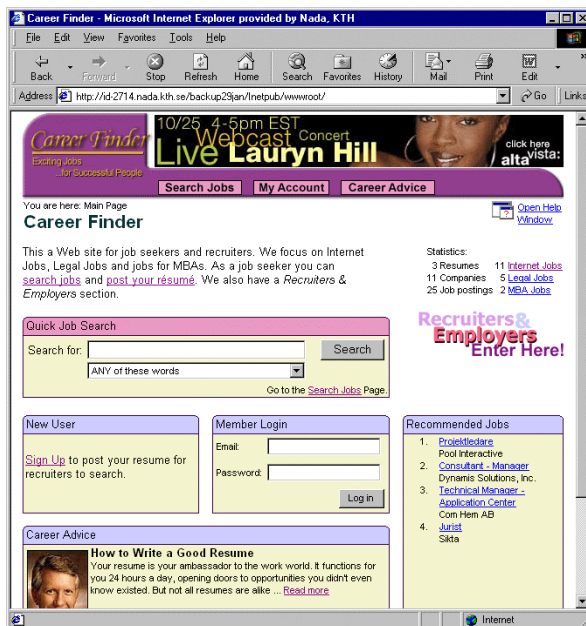 Career Finder - Microsoft Internet Explorer provided by Nada, KTH
File Edit View Favorites Tools Help
Back Forward Stop Refresh Home Search Favorites History Mail Print Edit
Address http://id-2714.nada.kth.se/backup29jan/Inetpub/wwwroot/ Go Links
Career Finder
Exciting Jobs
...for Successful People
10/25 4-5pm EST
Webcast Concert
Live Lauryn Hill
click here
altavista:
Search Jobs My Account Career Advice
You are here: Main Page
Career Finder
Open Help
Window
This a Web site for job seekers and recruiters. We focus on Internet
Jobs, Legal Jobs and jobs for MBAs. As a job seeker you can
search jobs and post your résumé. We also have a Recruiters &
Employers section.
Statistics:
3 Resumes 11 Internet Jobs
11 Companies 5 Legal Jobs
25 Job postings 2 MBA Jobs
Recruiters&
Employers
Enter Here!
Quick Job Search
Search for: Search
ANY of these words
Go to the Search Jobs Page.
New User
Sign Up to post your resume for
recruiters to search.
Member Login
Email:
Password:
Log in
Recommended Jobs
1. Projektledare
Pool Interactive
2. Consultant - Manager
Dynamis Solutions, Inc.
3. Technical Manager -
Application Center
Com Hem AB
4. Jurist
Sikta
Career Advice
How to Write a Good Resume
Your resume is your ambassador to the work world. It functions for
you 24 hours a day, opening doors to opportunities you didn't even
know existed. But not all resumes are alike ... Read more
Internet